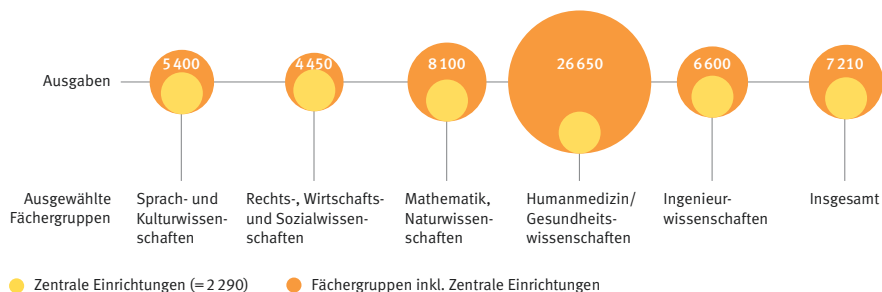 Ausgaben
5 400
4 450
8 100
26 650
6 600
7 210
Ausgewählte
Fächergruppen
Sprach- und
Kulturwissen-
schaften
Rechts-, Wirtschafts-
und Sozialwissen-
schaften
Mathematik,
Naturwissen-
schaften
Humanmedizin/
Gesundheits-
wissenschaften
Ingenieur-
wissenschaften
Insgesamt
Zentrale Einrichtungen (= 2 290)
Fächergruppen inkl. Zentrale Einrichtungen